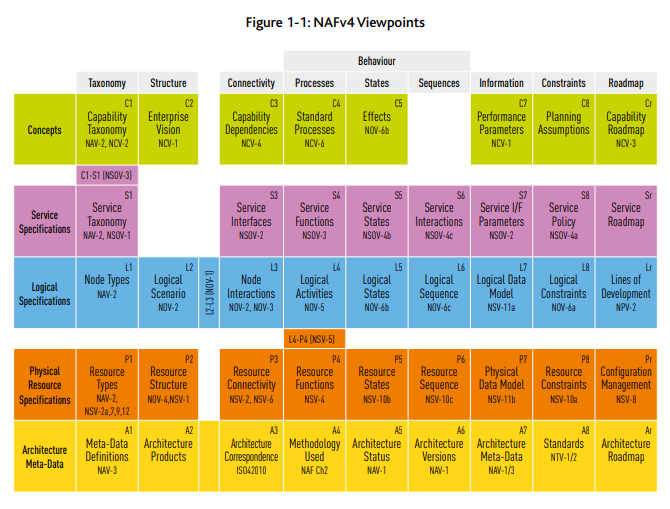 Figure 1-1: NAFv4 Viewpoints
Behaviour
Taxonomy
Structure
Connectivity
Processes
States
Sequences
Information
Constraints
Roadmap
Concepts
C1
Capability
Taxonomy
NAV-2, NCV-2
C2
Enterprise
Vision
NCV-1
C3
Capability
Dependencies
NCV-4
C4
Standard
Processes
NCV-6
C5
Effects
NOV-6b
C7
Performance
Parameters
NCV-1
C8
Planning
Assumptions
Cr
Capability
Roadmap
NCV-3
C1-S1 (NSOV-3)
Service
Specifications
S1
Service
Taxonomy
NAV-2, NSOV-1
S3
Service
Interfaces
NSOV-2
S4
Service
Functions
NSOV-3
S5
Service
States
NSOV-4b
S6
Service
Interactions
NSOV-4c
S7
Service I/F
Parameters
NSOV-2
S8
Service
Policy
NSOV-4a
Sr
Service
Roadmap
Logical
Specifications
L1
Node Types
NAV-2
L2
Logical
Scenario
NOV-2
L2-L3 (NOV-1)
L3
Node
Interactions
NOV-2, NOV-3
L4
Logical
Activities
NOV-5
L5
Logical
States
NOV-6b
L6
Logical
Sequence
NOV-6c
L7
Logical Data
Model
NSV-11a
L8
Logical
Constraints
NOV-6a
Lr
Lines of
Development
NPV-2
L4-P4 (NSV-5)
Physical
Resource
Specifications
P1
Resource
Types
NAV-2,
NSV-2a,7,9,12
P2
Resource
Structure
NOV-4,NSV-1
P3
Resource
Connectivity
NSV-2, NSV-6
P4
Resource
Functions
NSV-4
P5
Resource
States
NSV-10b
P6
Resource
Sequence
NSV-10c
P7
Physical
Data Model
NSV-11b
P8
Resource
Constraints
NSV-10a
Pr
Configuration
Management
NSV-8
Architecture
Meta-Data
A1
Meta-Data
Definitions
NAV-3
A2
Architecture
Products
A3
Architecture
Correspondence
ISO42010
A4
Methodology
Used
NAF Ch2
A5
Architecture
Status
NAV-1
A6
Architecture
Versions
NAV-1
A7
Architecture
Meta-Data
NAV-1/3
A8
Standards
NTV-1/2
Ar
Architecture
Roadmap